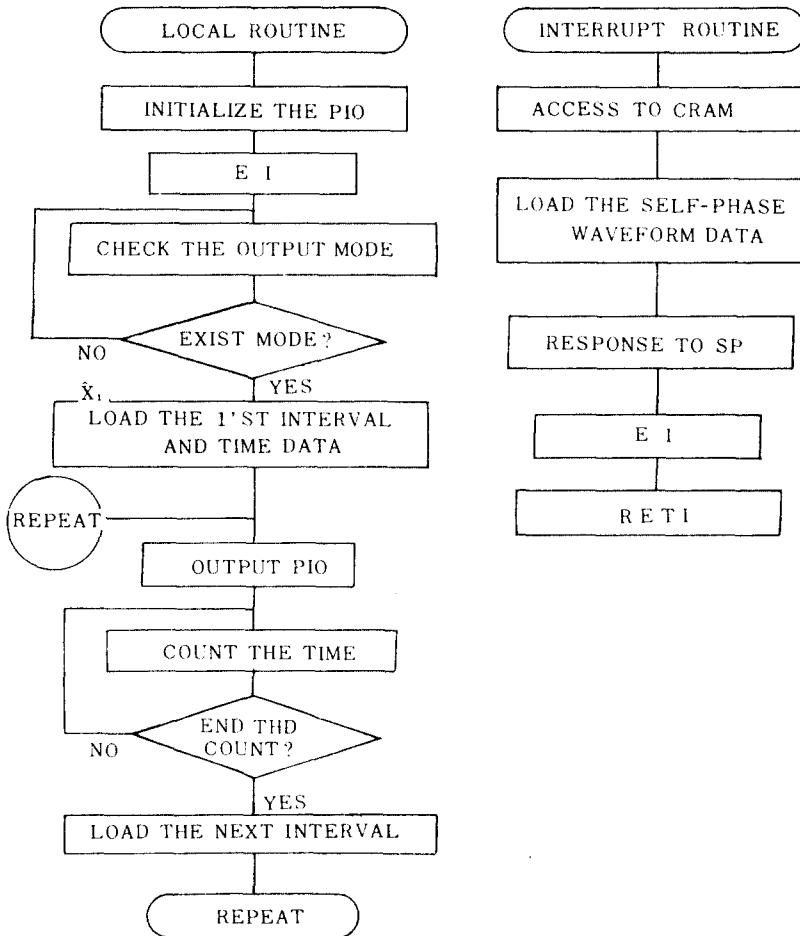 LOCAL ROUTINE
INITIALIZE THE PIO
E I
CHECK THE OUTPUT MODE
EXIST MODE?
NO
YES
X̂₁
LOAD THE 1'ST INTERVAL
AND TIME DATA
REPEAT
OUTPUT PIO
COUNT THE TIME
END THD
COUNT?
NO
YES
LOAD THE NEXT INTERVAL
REPEAT
INTERRUPT ROUTINE
ACCESS TO CRAM
LOAD THE SELF-PHASE
WAVEFORM DATA
RESPONSE TO SP
E I
R E T I